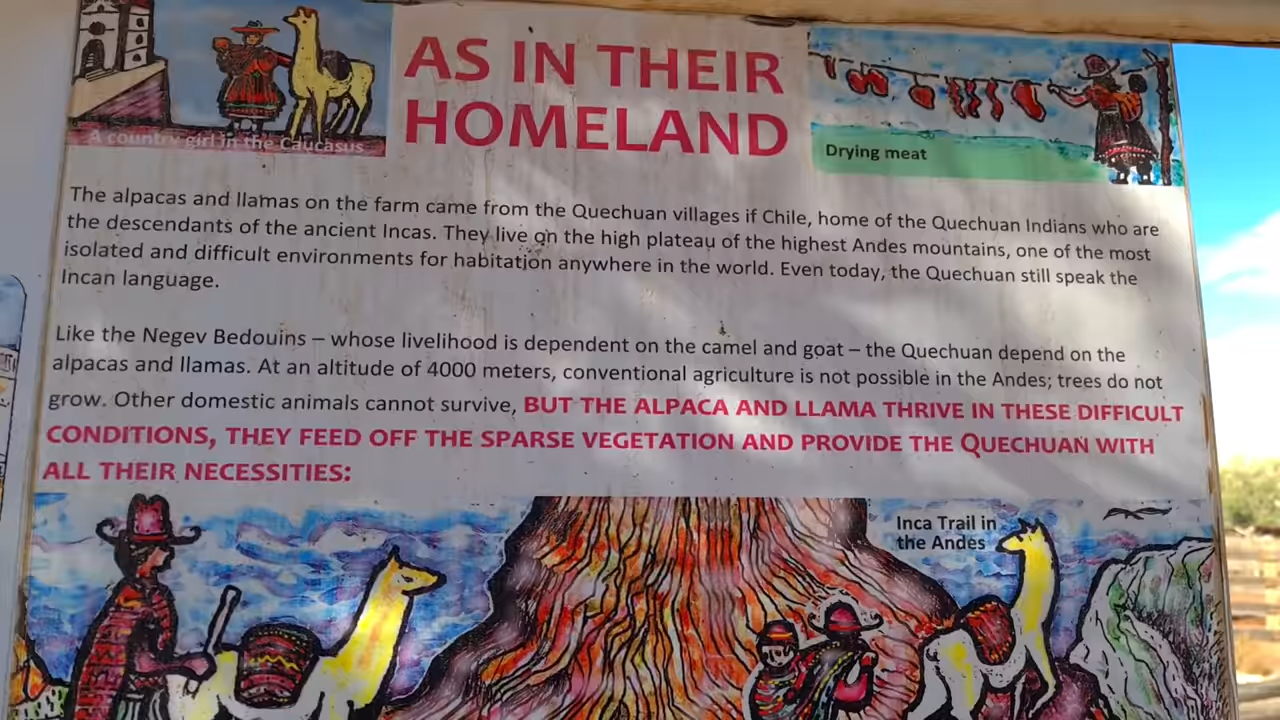 AS IN THEIR
HOMELAND
A country girl in the Caucasus
Drying meat
The alpacas and llamas on the farm came from the Quechuan villages if Chile, home of the Quechuan Indians who are
the descendants of the ancient Incas. They live on the high plateau of the highest Andes mountains, one of the most
isolated and difficult environments for habitation anywhere in the world. Even today, the Quechuan still speak the
Incan language.
Like the Negev Bedouins – whose livelihood is dependent on the camel and goat – the Quechuan depend on the
alpacas and llamas. At an altitude of 4000 meters, conventional agriculture is not possible in the Andes; trees do not
grow. Other domestic animals cannot survive, BUT THE ALPACA AND LLAMA THRIVE IN THESE DIFFICULT
CONDITIONS, THEY FEED OFF THE SPARSE VEGETATION AND PROVIDE THE QUECHUAN WITH
ALL THEIR NECESSITIES:
Inca Trail in
the Andes